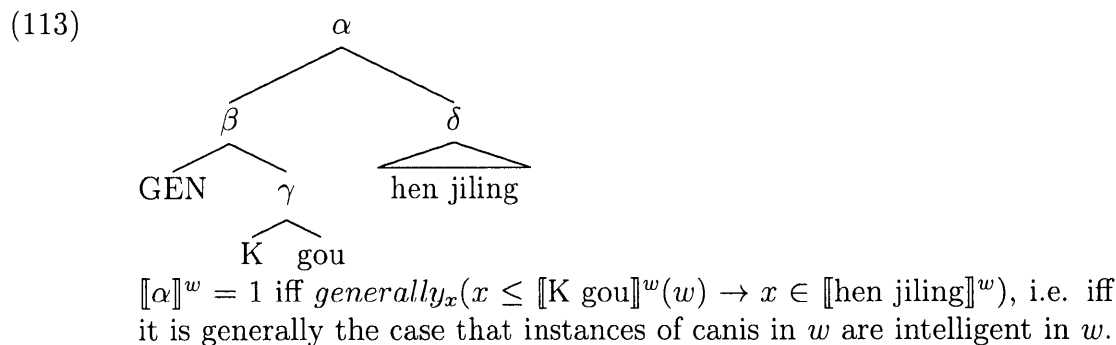 (113) α
β δ
GEN γ hen jiling
K gou
⟦α⟧ʷ = 1 iff generallyₓ(x ≤ ⟦K gou⟧ʷ(w) → x ∈ ⟦hen jiling⟧ʷ), i.e. iff
it is generally the case that instances of canis in w are intelligent in w.